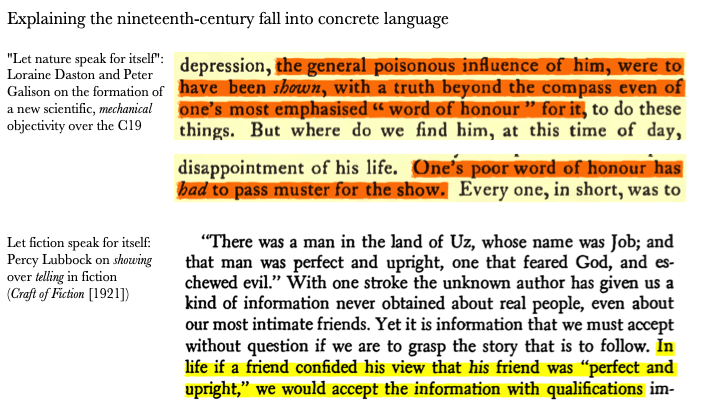 Explaining the nineteenth-century fall into concrete language
"Let nature speak for itself":
Loraine Daston and Peter
Galison on the formation of
a new scientific, mechanical
objectivity over the C19
depression, the general poisonous influence of him, were to
have been shown, with a truth beyond the compass even of
one's most emphasised “ word of honour ” for it, to do these
things. But where do we find him, at this time of day,
disappointment of his life. One's poor word of honour has
had to pass muster for the show. Every one, in short, was to
Let fiction speak for itself:
Percy Lubbock on showing
over telling in fiction
(Craft of Fiction [1921])
“There was a man in the land of Uz, whose name was Job; and
that man was perfect and upright, one that feared God, and es-
chewed evil.” With one stroke the unknown author has given us a
kind of information never obtained about real people, even about
our most intimate friends. Yet it is information that we must accept
without question if we are to grasp the story that is to follow. In
life if a friend confided his view that his friend was “perfect and
upright,” we would accept the information with qualifications im-